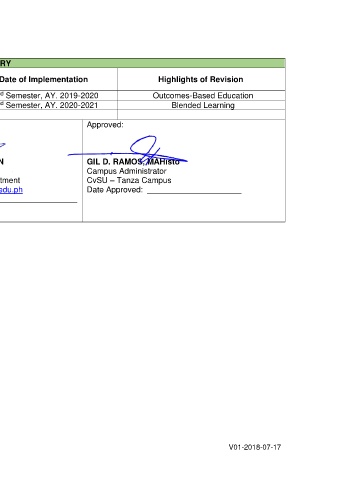 RY
Date of Implementation Highlights of Revision
d Semester, AY. 2019-2020 Outcomes-Based Education
d Semester, AY. 2020-2021 Blended Learning
Approved:
N GIL D. RAMOS, MAHisto
Campus Administrator
tment CvSU – Tanza Campus
edu.ph Date Approved: ______________________
V01-2018-07-17